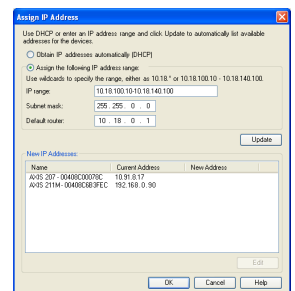 Assign IP Address
Use DHCP or enter an IP address range and click Update to automatically list available
addresses for the devices.
Obtain IP addresses automatically (DHCP)
Assign the following IP address range:
Use wildcards to specify the range, either as 10.18.* or 10.18.100.10 - 10.18.140.100.
IP range: 10.18.100.10-10.18.140.100
Subnet mask: 255 . 255 . 0 . 0
Default router: 10 . 18 . 0 . 1
Update
New IP Addresses:
Name Current Address New Address
AXIS 207 - 00408C00078C 10.91.8.17
AXIS 211M - 00408C6B3FEC 192.168.0.90
Edit
OK Cancel Help